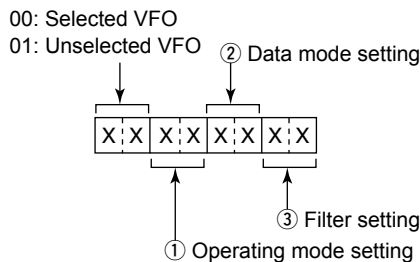 00: Selected VFO
01: Unselected VFO
② Data mode setting
X X X X X X X X
③ Filter setting
① Operating mode setting